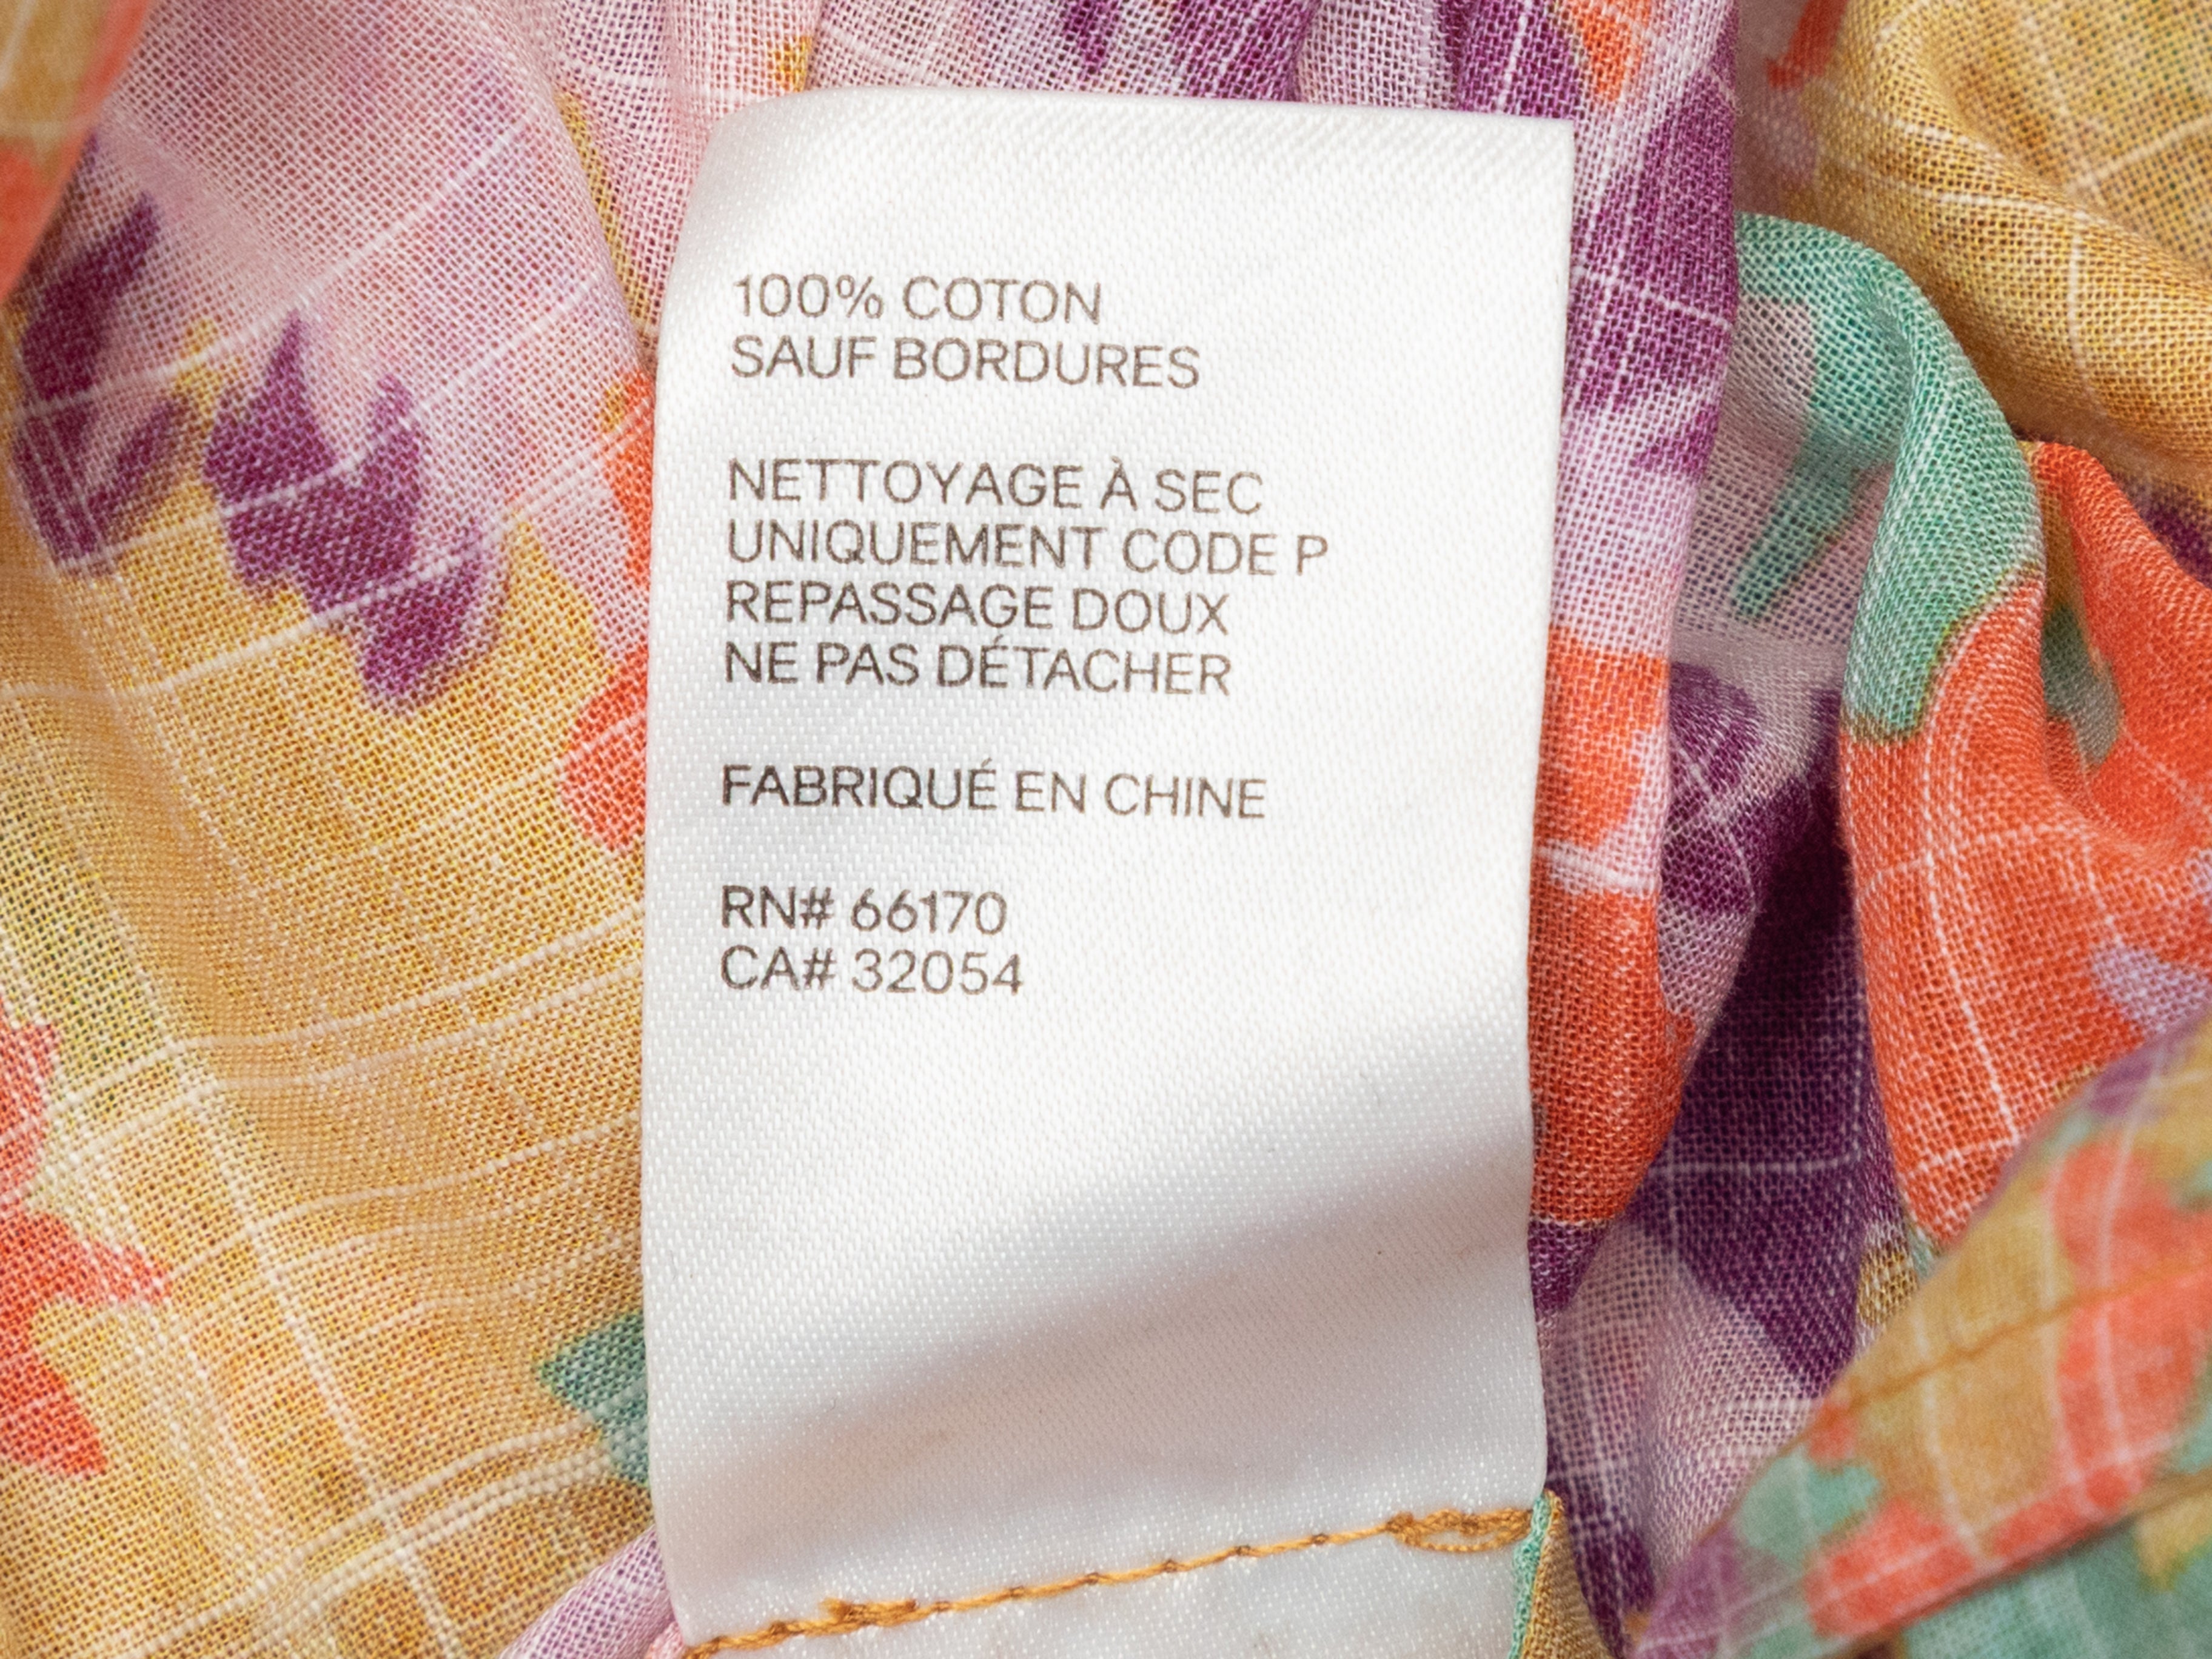 100% COTON
SAUF BORDURES
NETTOYAGE À SEC
UNIQUEMENT CODE P
REPASSAGE DOUX
NE PAS DÉTACHER
FABRIQUÉ EN CHINE
RN# 66170
CA# 32054